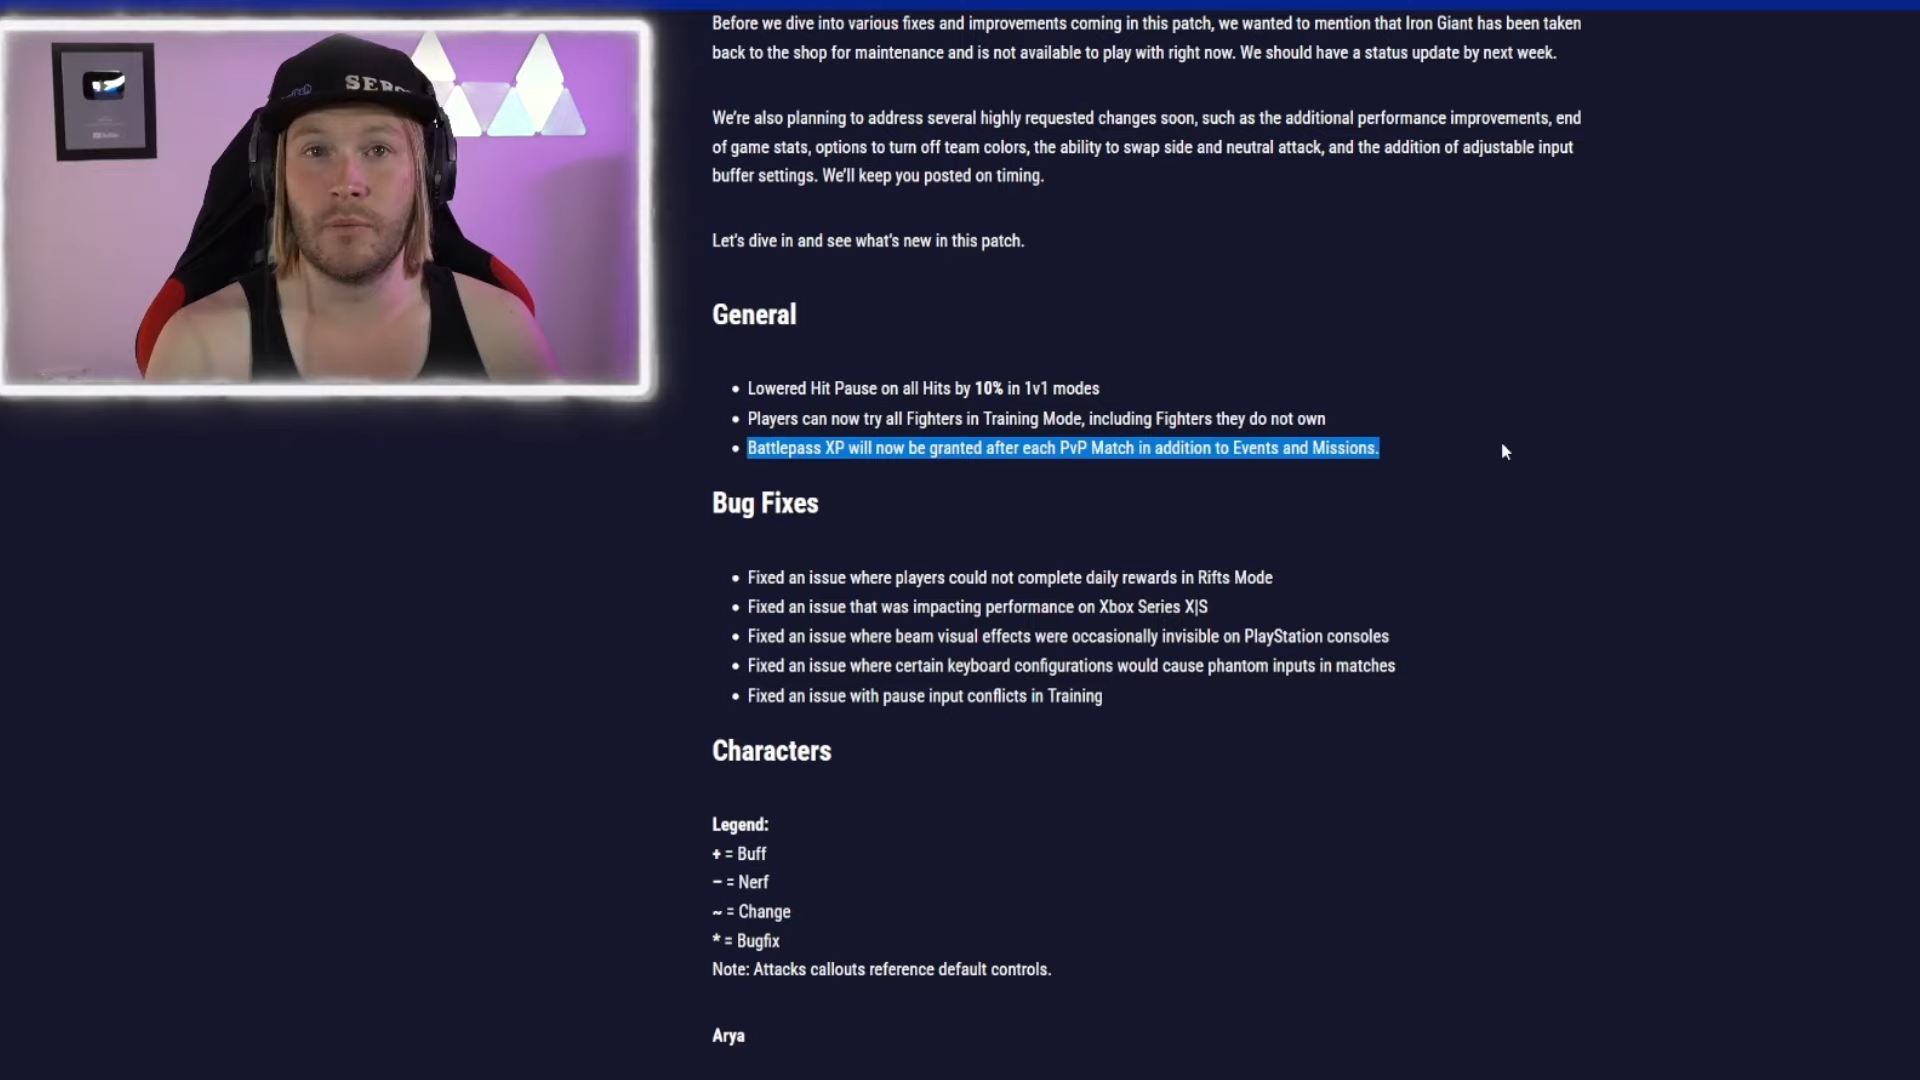 Before we dive into various fixes and improvements coming in this patch, we wanted to mention that Iron Giant has been taken
back to the shop for maintenance and is not available to play with right now. We should have a status update by next week.
We’re also planning to address several highly requested changes soon, such as the additional performance improvements, end
of game stats, options to turn off team colors, the ability to swap side and neutral attack, and the addition of adjustable input
buffer settings. We’ll keep you posted on timing.
Let’s dive in and see what’s new in this patch.
General
• Lowered Hit Pause on all Hits by 10% in 1v1 modes
• Players can now try all Fighters in Training Mode, including Fighters they do not own
• Battlepass XP will now be granted after each PvP Match in addition to Events and Missions.
Bug Fixes
• Fixed an issue where players could not complete daily rewards in Rifts Mode
• Fixed an issue that was impacting performance on Xbox Series X|S
• Fixed an issue where beam visual effects were occasionally invisible on PlayStation consoles
• Fixed an issue where certain keyboard configurations would cause phantom inputs in matches
• Fixed an issue with pause input conflicts in Training
Characters
Legend:
+ = Buff
– = Nerf
~ = Change
* = Bugfix
Note: Attacks callouts reference default controls.
Arya